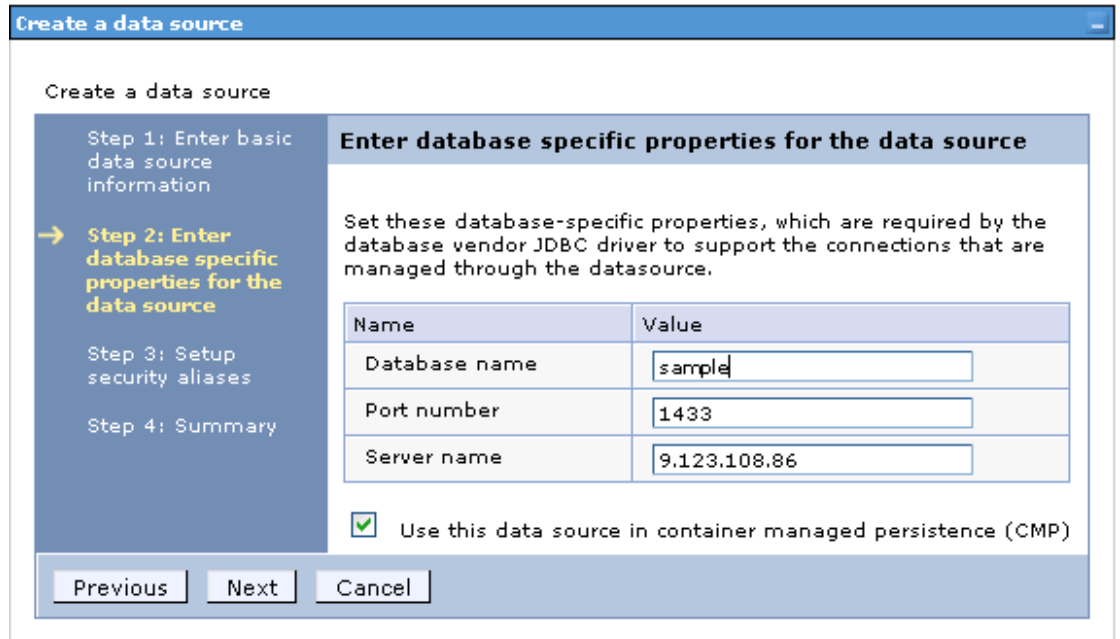 Create a data source
Create a data source
Step 1: Enter basic
data source
information
Step 2: Enter
database specific
properties for the
data source
Step 3: Setup
security aliases
Step 4: Summary
Enter database specific properties for the data source
Set these database-specific properties, which are required by the
database vendor JDBC driver to support the connections that are
managed through the datasource.
Name Value
Database name sample
Port number 1433
Server name 9.123.108.86
Use this data source in container managed persistence (CMP)
Previous Next Cancel